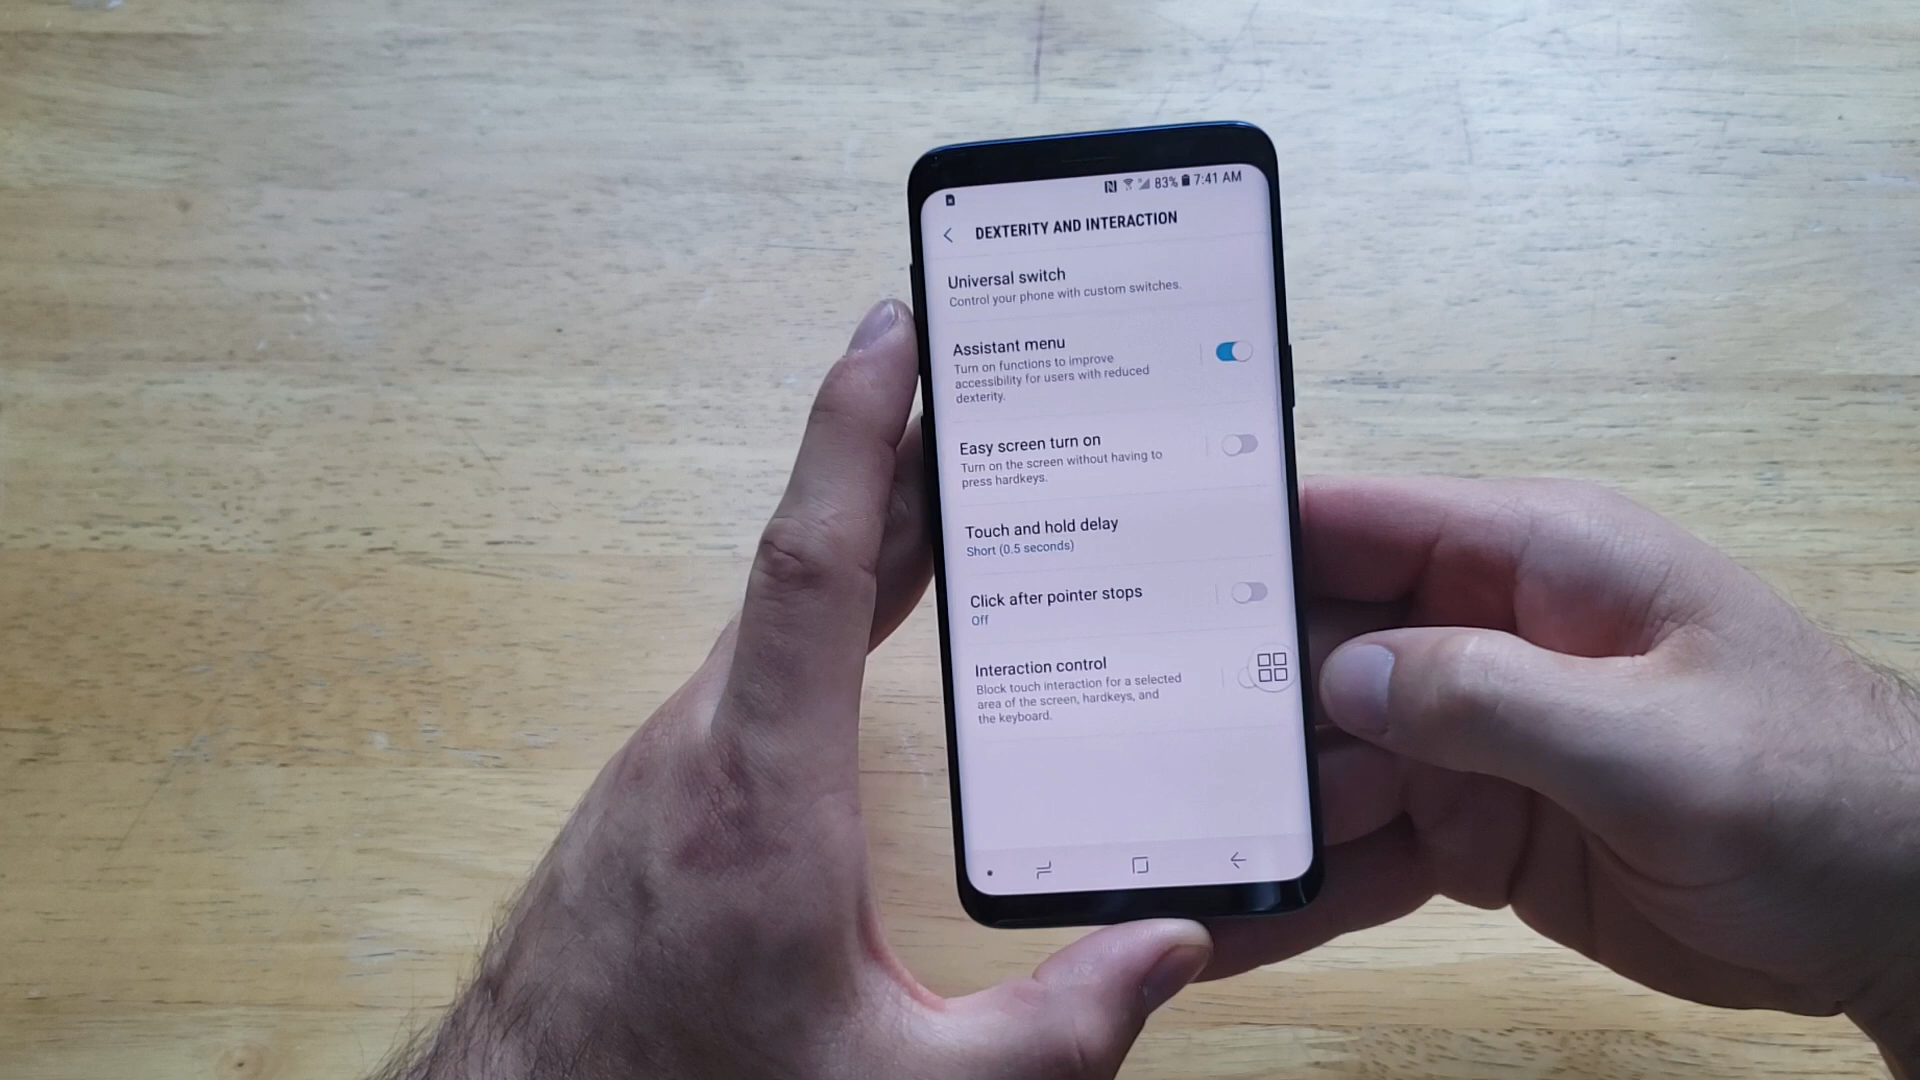 83% 7:41 AM
DEXTERITY AND INTERACTION
Universal switch
Control your phone with custom switches.
Assistant menu
Turn on functions to improve
accessibility for users with reduced
dexterity.
Easy screen turn on
Turn on the screen without having to
press hardkeys.
Touch and hold delay
Short (0.5 seconds)
Click after pointer stops
Off
Interaction control
Block touch interaction for a selected
area of the screen, hardkeys, and
the keyboard.